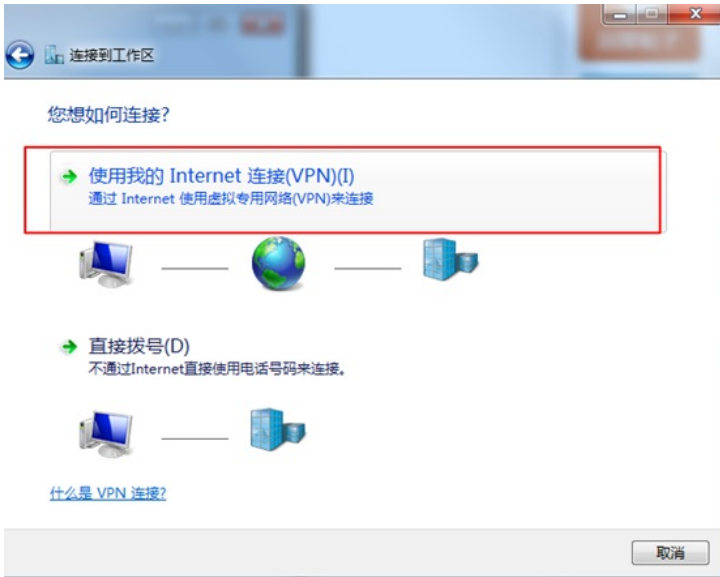 连接到工作区
您想如何连接?
使用我的 Internet 连接(VPN)(I)
通过 Internet 使用虚拟专用网络(VPN)来连接
直接拨号(D)
不通过Internet直接使用电话号码来连接。
什么是 VPN 连接?
取消